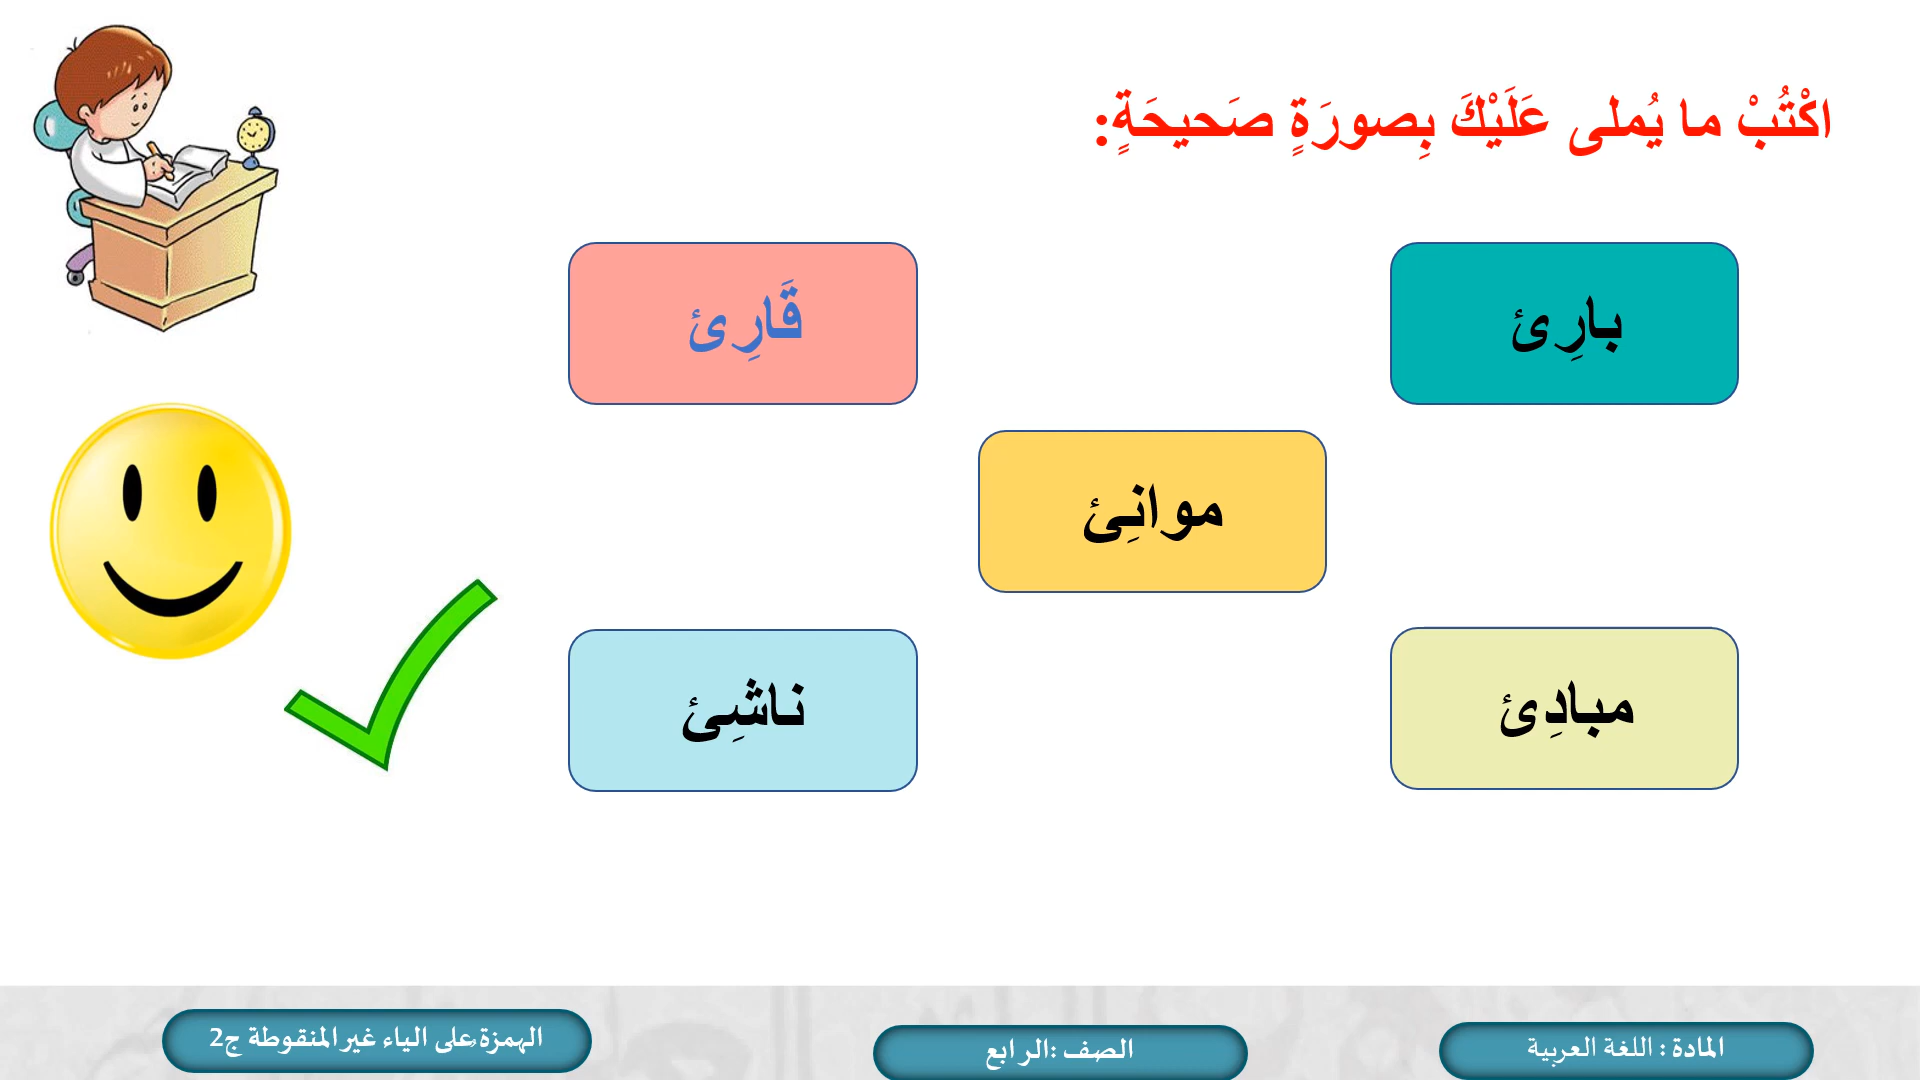 اكْتُبْ ما يُملى عَلَيْكَ بِصورَةٍ صَحيحَةٍ:
بارِئ
قَارِئ
موانِئ
مبادِئ
ناشِئ
المادة : اللغة العربية
الصف :الرابع
الهمزة على الياء غير المنقوطة ج2